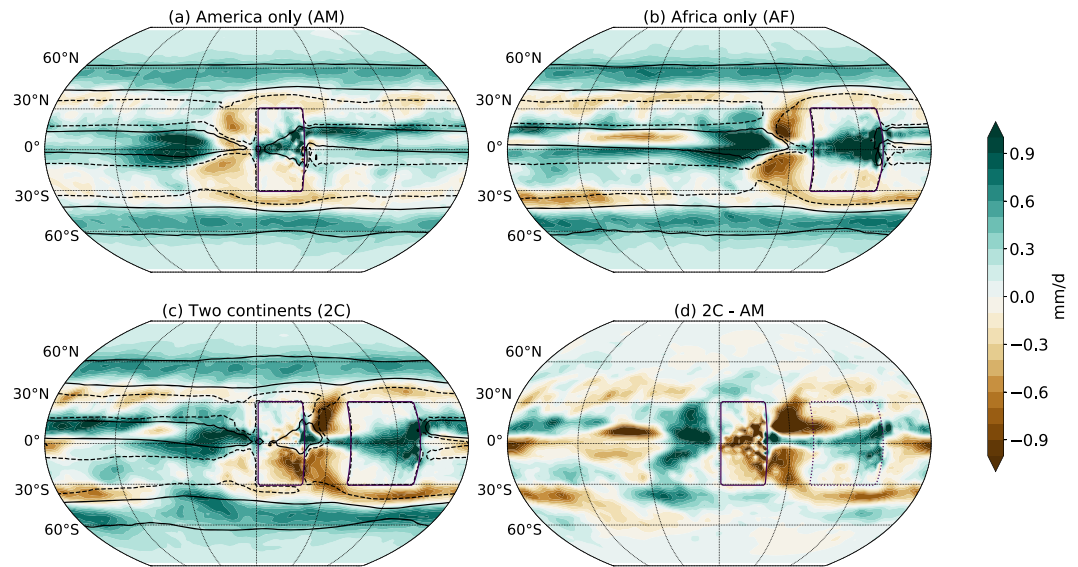 (a) America only (AM)
(b) Africa only (AF)
60°N
30°N
0°
30°S
60°S
60°N
30°N
0°
30°S
60°S
(c) Two continents (2C)
(d) 2C - AM
60°N
30°N
0°
30°S
60°S
60°N
30°N
0°
30°S
60°S
0.9
0.6
0.3
0.0
−0.3
−0.6
−0.9
mm/d